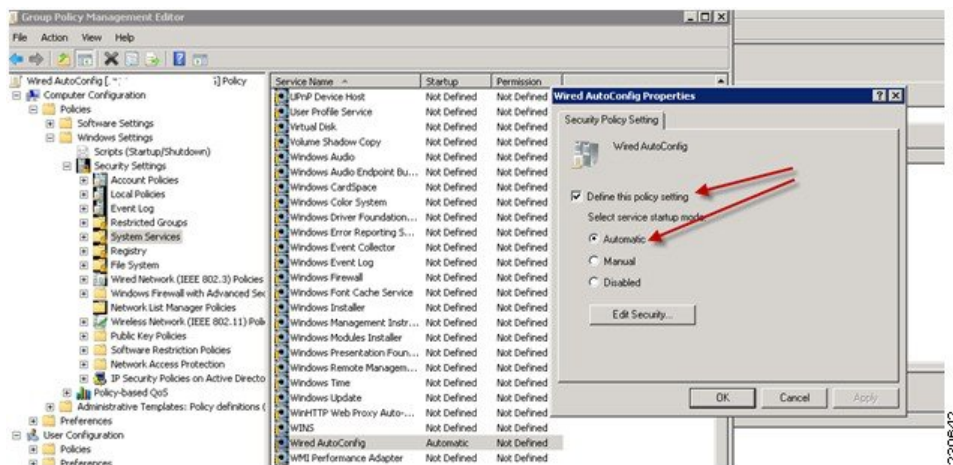 Group Policy Management Editor
File Action View Help
Wired AutoConfig [
] Policy
Computer Configuration
Policies
Software Settings
Windows Settings
Scripts (Startup/Shutdown)
Security Settings
Account Policies
Local Policies
Event Log
Restricted Groups
System Services
Registry
File System
Wired Network (IEEE 802.3) Policies
Windows Firewall with Advanced Sec
Network List Manager Policies
Wireless Network (IEEE 802.11) Poli
Public Key Policies
Software Restriction Policies
Network Access Protection
IP Security Policies on Active Directo
Policy-based QoS
Administrative Templates: Policy definitions (
Preferences
User Configuration
Policies
Preferences
Service Name Startup Permission
UPnP Device Host Not Defined Not Defined
User Profile Service Not Defined Not Defined
Virtual Disk Not Defined Not Defined
Volume Shadow Copy Not Defined Not Defined
Windows Audio Not Defined Not Defined
Windows Audio Endpoint Bu... Not Defined Not Defined
Windows CardSpace Not Defined Not Defined
Windows Color System Not Defined Not Defined
Windows Driver Foundation... Not Defined Not Defined
Windows Error Reporting S... Not Defined Not Defined
Windows Event Collector Not Defined Not Defined
Windows Event Log Not Defined Not Defined
Windows Firewall Not Defined Not Defined
Windows Font Cache Service Not Defined Not Defined
Windows Installer Not Defined Not Defined
Windows Management Instr... Not Defined Not Defined
Windows Modules Installer Not Defined Not Defined
Windows Presentation Foun... Not Defined Not Defined
Windows Remote Managem... Not Defined Not Defined
Windows Time Not Defined Not Defined
Windows Update Not Defined Not Defined
WinHTTP Web Proxy Auto-... Not Defined Not Defined
WINS Not Defined Not Defined
Wired AutoConfig Automatic Not Defined
WMI Performance Adapter Not Defined Not Defined
Wired AutoConfig Properties
Security Policy Setting
Wired AutoConfig
Define this policy setting
Select service startup mode:
Automatic
Manual
Disabled
Edit Security...
OK Cancel Apply